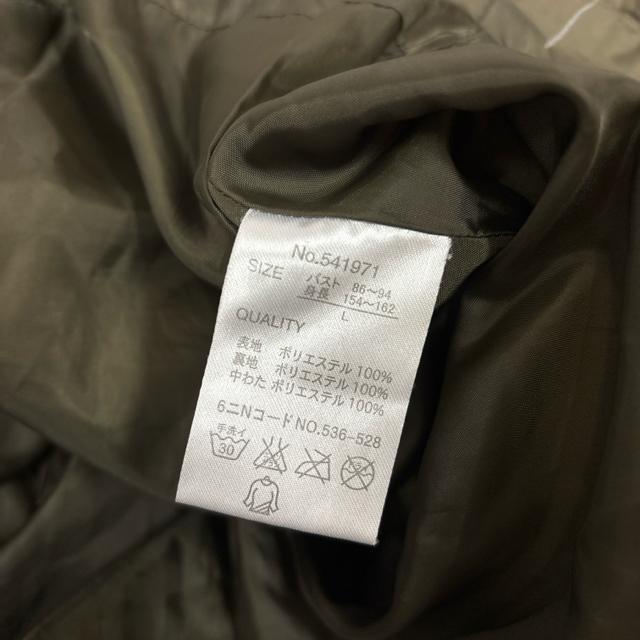 No.541971
SIZE
バスト 86～94
身長 154～162
L
QUALITY
表地 ポリエステル 100%
裏地 ポリエステル 100%
中わた ポリエステル 100%
6ニNコードNO.536-528
手洗イ
30